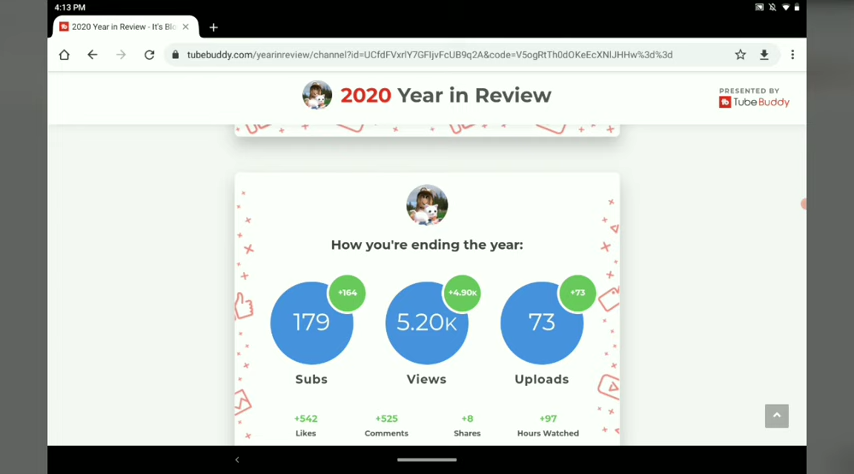 4:13 PM
2020 Year in Review - It's Blo
tubebuddy.com/yearinreview/channel?id=UCfdFVxrlY7GFIjvFcUB9q2A&code=V5ogRtTh0dOKeEcXNIJHHw%3d%3d
2020 Year in Review
PRESENTED BY
TubeBuddy
How you're ending the year:
+164
+4.90K
+73
179
5.20K
73
Subs
Views
Uploads
+542
+525
+8
+97
Likes
Comments
Shares
Hours Watched